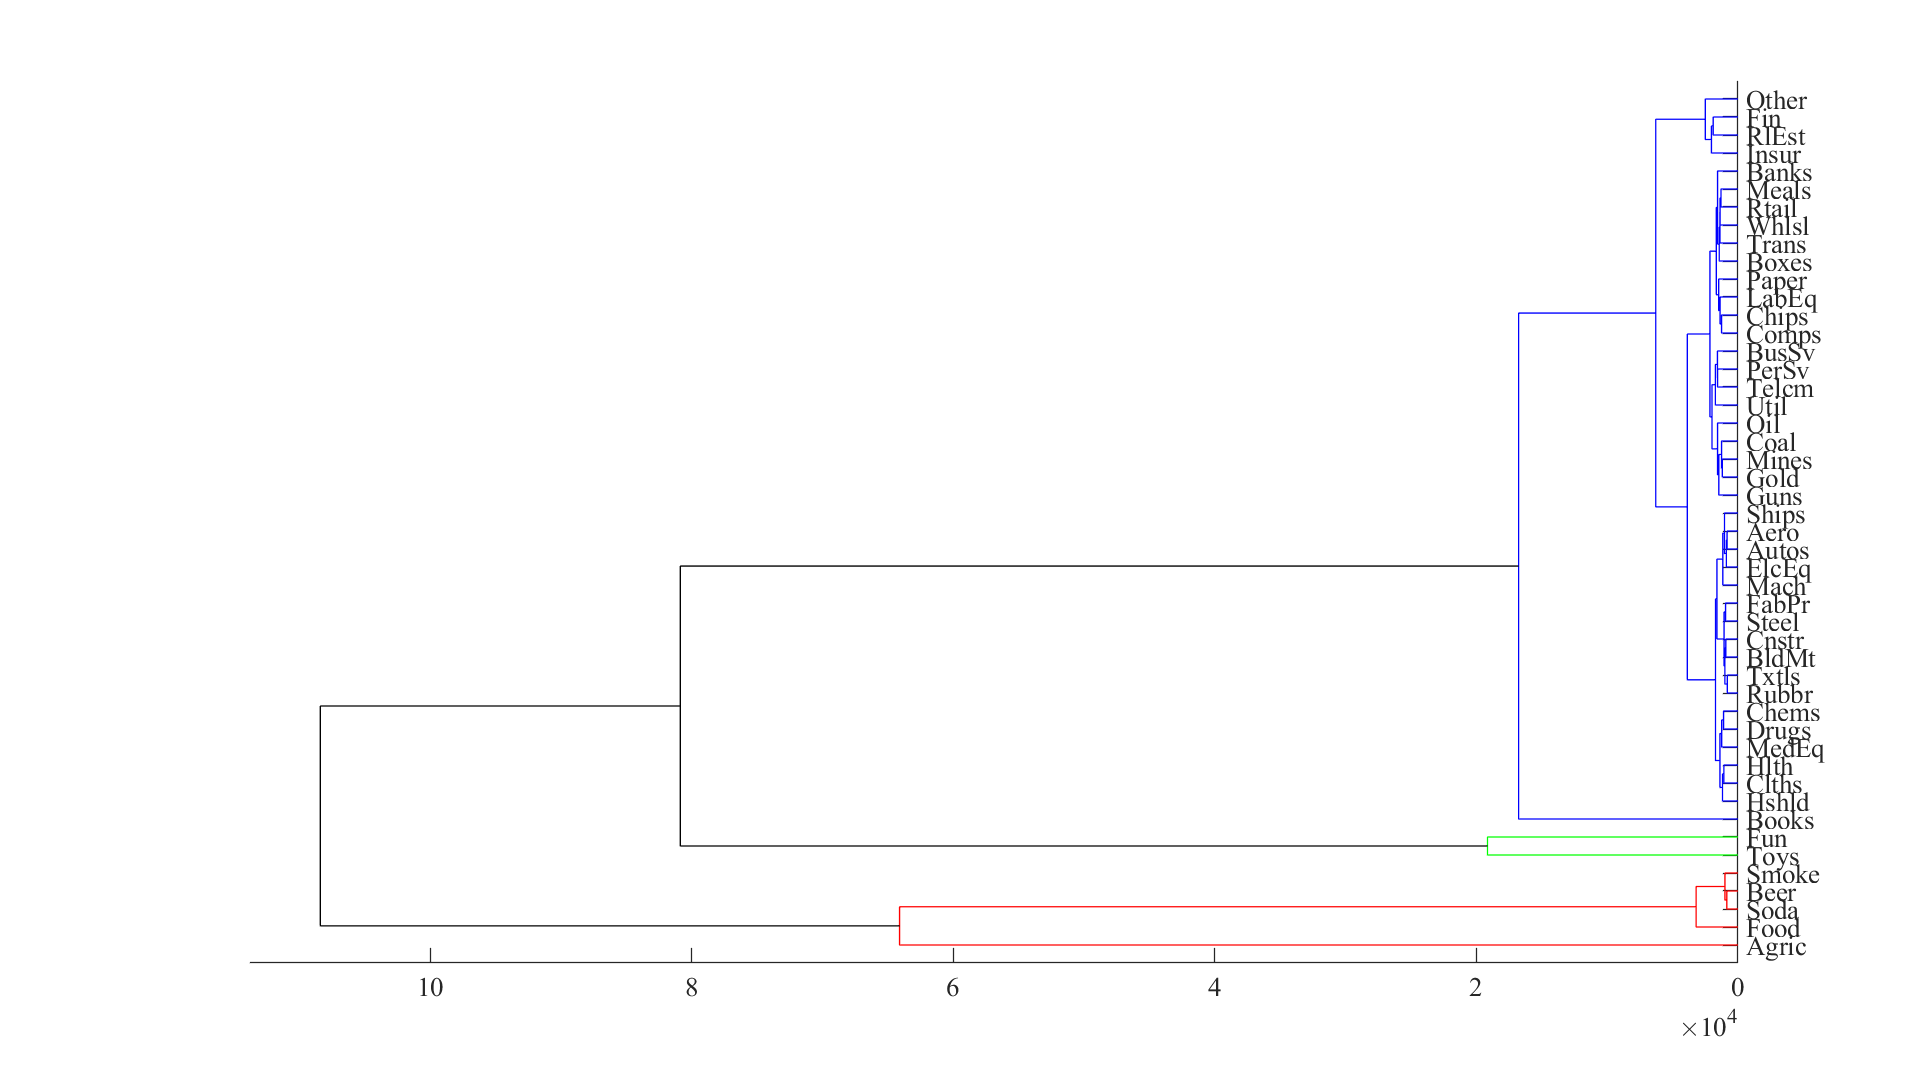 Other
Fin
RlEst
Insur
Banks
Meals
Rtail
Whlsl
Trans
Boxes
Paper
LabEq
Chips
Comps
BusSv
PerSv
Telcm
Util
Oil
Coal
Mines
Gold
Guns
Ships
Aero
Autos
ElcEq
Mach
FabPr
Steel
Cnstr
BldMt
Txtls
Rubbr
Chems
Drugs
MedEq
Hlth
Clths
Hshld
Books
Fun
Toys
Smoke
Beer
Soda
Food
Agric
10 8 6 4 2 0
×10⁴